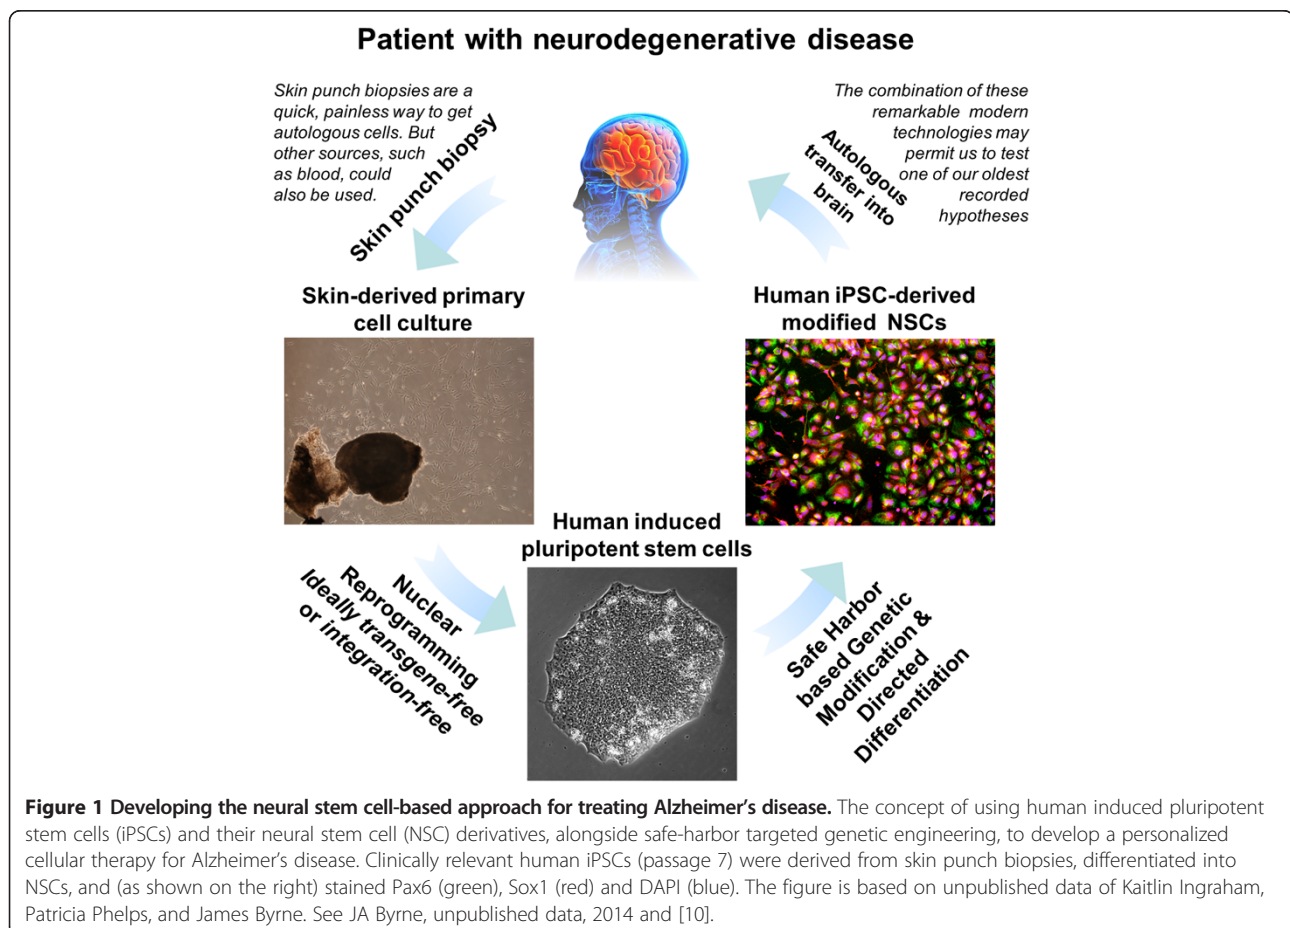 Patient with neurodegenerative disease
Skin punch biopsies are a
quick, painless way to get
autologous cells. But
other sources, such
as blood, could
also be used.
Skin punch biopsy
The combination of these
remarkable modern
technologies may
permit us to test
one of our oldest
recorded
hypotheses
Autologous
transfer into
brain
Skin-derived primary
cell culture
Human iPSC-derived
modified NSCs
Human induced
pluripotent stem cells
Nuclear
Reprogramming
Ideally transgene-free
or integration-free
Safe Harbor
based Genetic
Modification &
Directed
Differentiation
Figure 1 Developing the neural stem cell-based approach for treating Alzheimer's disease. The concept of using human induced pluripotent
stem cells (iPSCs) and their neural stem cell (NSC) derivatives, alongside safe-harbor targeted genetic engineering, to develop a personalized
cellular therapy for Alzheimer's disease. Clinically relevant human iPSCs (passage 7) were derived from skin punch biopsies, differentiated into
NSCs, and (as shown on the right) stained Pax6 (green), Sox1 (red) and DAPI (blue). The figure is based on unpublished data of Kaitlin Ingraham,
Patricia Phelps, and James Byrne. See JA Byrne, unpublished data, 2014 and [10].